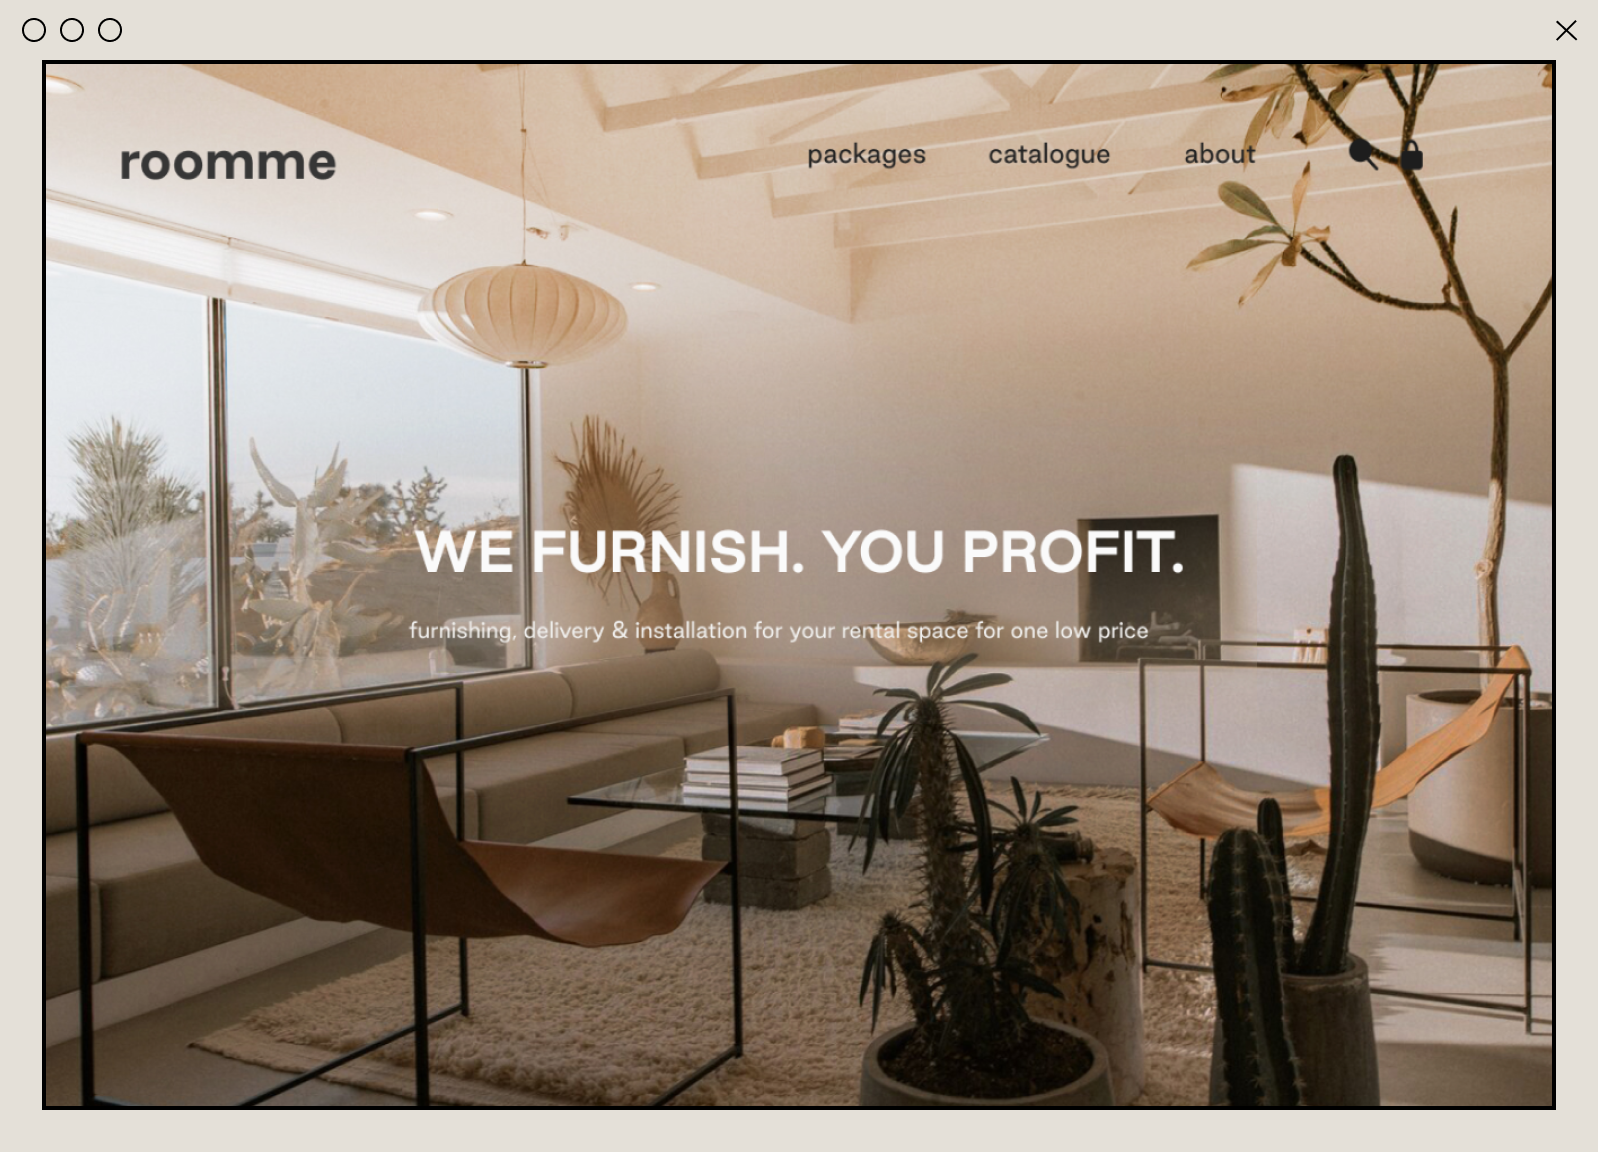 roomme
packages catalogue about
WE FURNISH. YOU PROFIT.
furnishing, delivery & installation for your rental space for one low price